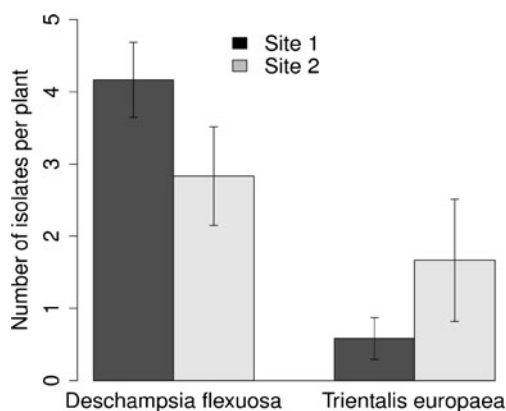 Number of isolates per plant
5
4
3
2
1
0
Site 1
Site 2
Deschampsia flexuosa
Trientalis europaea